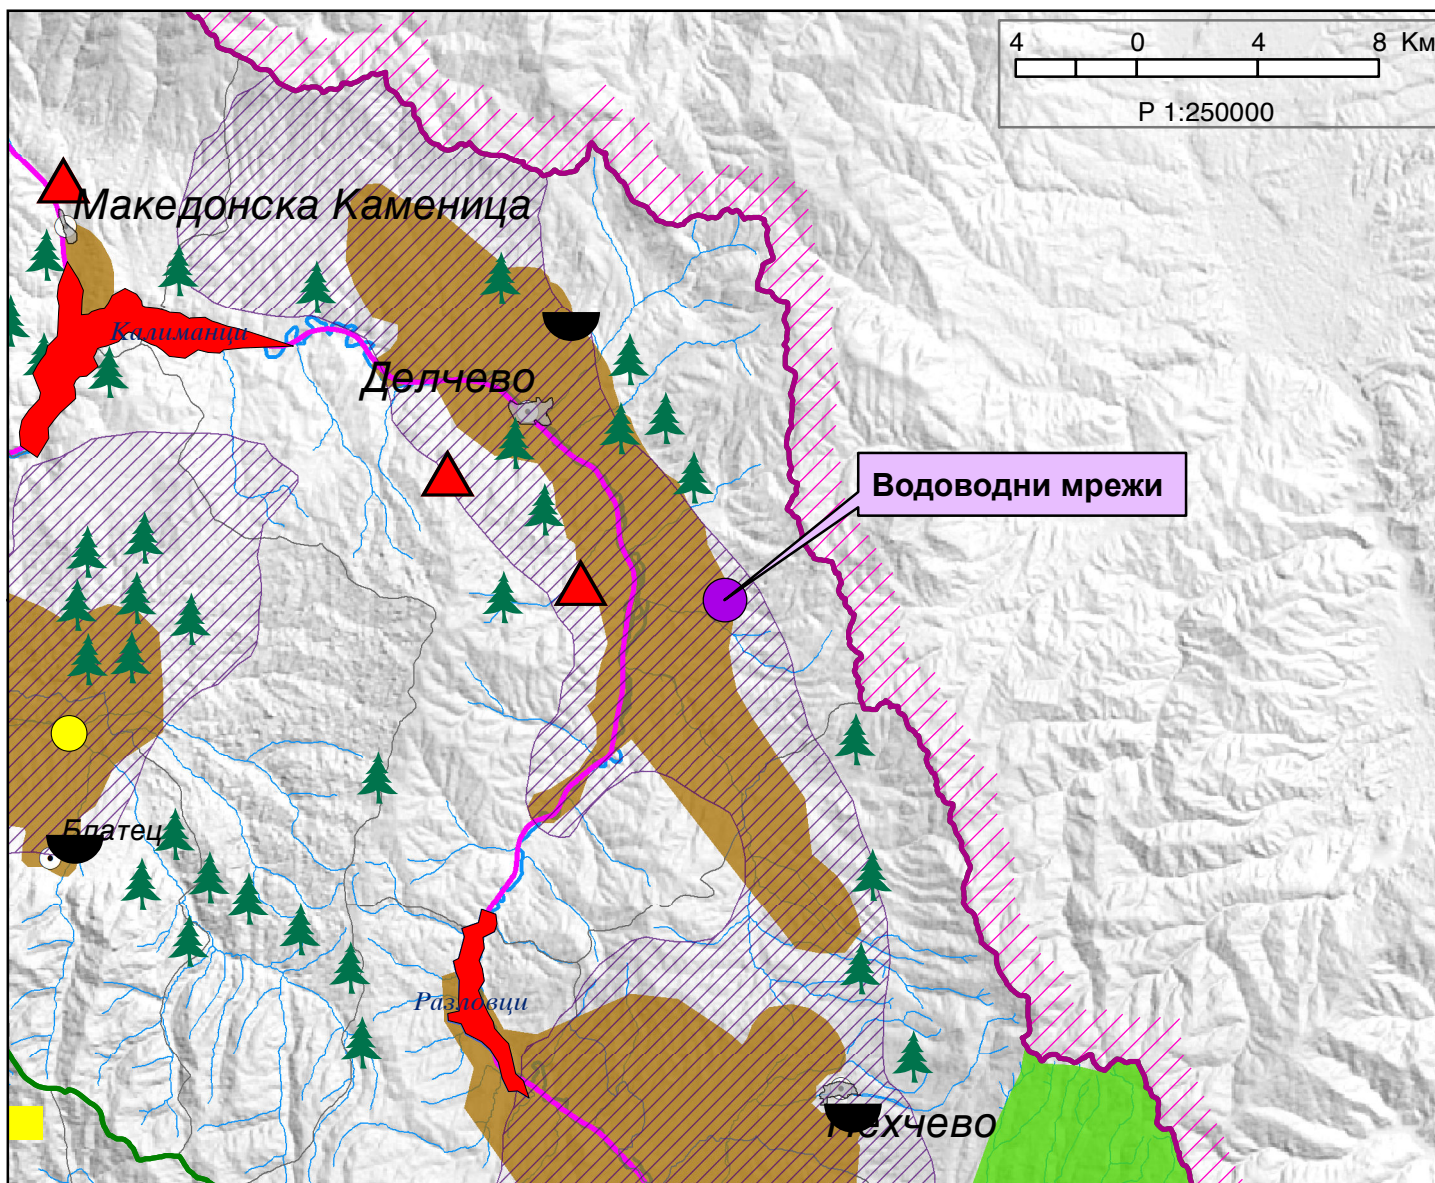 4 0 4 8 Км
Р 1:250000
Македонска Каменица
Калиманци
Делчево
Водоводни мрежи
Блатец
Разловци
Пехчево